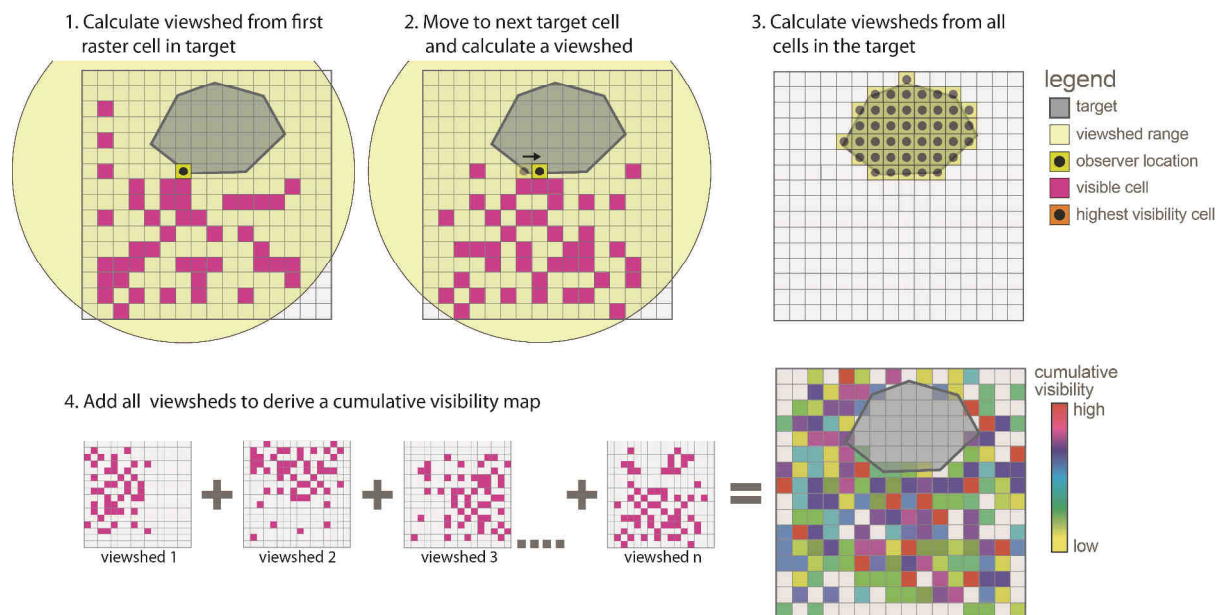 1. Calculate viewshed from first
raster cell in target
2. Move to next target cell
and calculate a viewshed
3. Calculate viewsheds from all
cells in the target
legend
target
viewshed range
observer location
visible cell
highest visibility cell
4. Add all viewsheds to derive a cumulative visibility map
viewshed 1
+
viewshed 2
+
viewshed 3
.....
+
viewshed n
=
cumulative
visibility
high
low